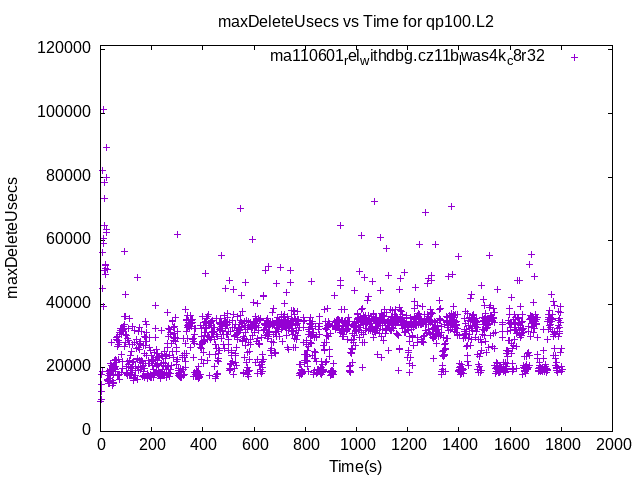 maxDeleteUsecs vs Time for qp100.L2
120000
ma110601relwithdbg.cz11blwas4kc8r32
100000
80000
60000
40000
20000
0
maxDeleteUsecs
0 200 400 600 800 1000 1200 1400 1600 1800 2000
Time(s)